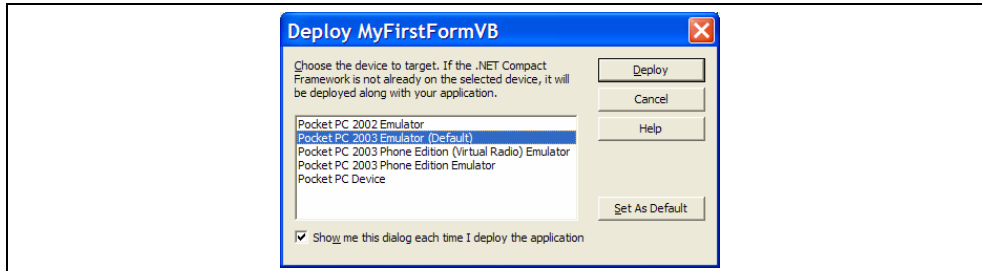 Deploy MyFirstFormVB
Choose the device to target. If the .NET Compact
Framework is not already on the selected device, it will
be deployed along with your application.
Deploy
Cancel
Help
Pocket PC 2002 Emulator
Pocket PC 2003 Emulator (Default)
Pocket PC 2003 Phone Edition (Virtual Radio) Emulator
Pocket PC 2003 Phone Edition Emulator
Pocket PC Device
Set As Default
Show me this dialog each time I deploy the application